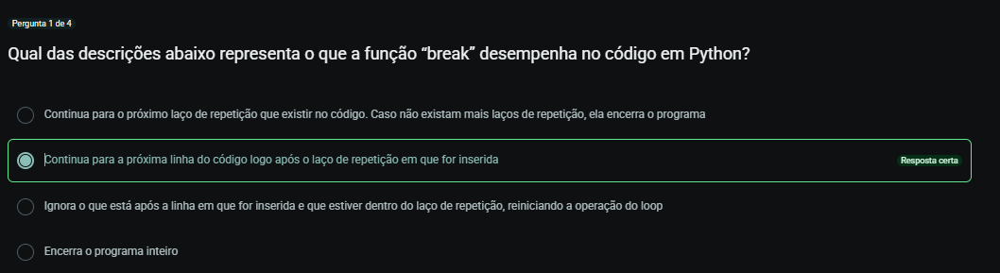 Pergunta 1 de 4
Qual das descrições abaixo representa o que a função “break” desempenha no código em Python?
Continua para o próximo laço de repetição que existir no código. Caso não existam mais laços de repetição, ela encerra o programa
Continua para a próxima linha do código logo após o laço de repetição em que for inserida
Resposta certa
Ignora o que está após a linha em que for inserida e que estiver dentro do laço de repetição, reiniciando a operação do loop
Encerra o programa inteiro